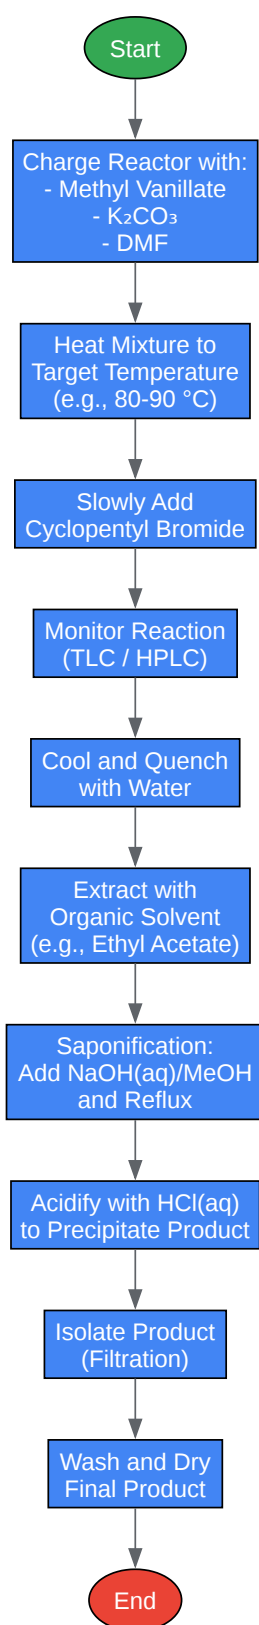 Start
Charge Reactor with:
- Methyl Vanillate
- K₂CO₃
- DMF
Heat Mixture to
Target Temperature
(e.g., 80-90 °C)
Slowly Add
Cyclopentyl Bromide
Monitor Reaction
(TLC / HPLC)
Cool and Quench
with Water
Extract with
Organic Solvent
(e.g., Ethyl Acetate)
Saponification:
Add NaOH(aq)/MeOH
and Reflux
Acidify with HCl(aq)
to Precipitate Product
Isolate Product
(Filtration)
Wash and Dry
Final Product
End